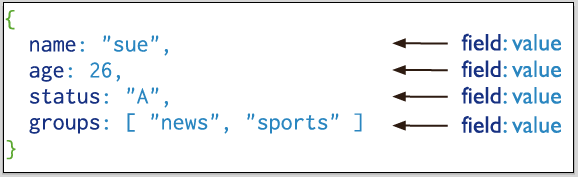 {
name: "sue", field: value
age: 26, field: value
status: "A", field: value
groups: [ "news", "sports" ] field: value
}